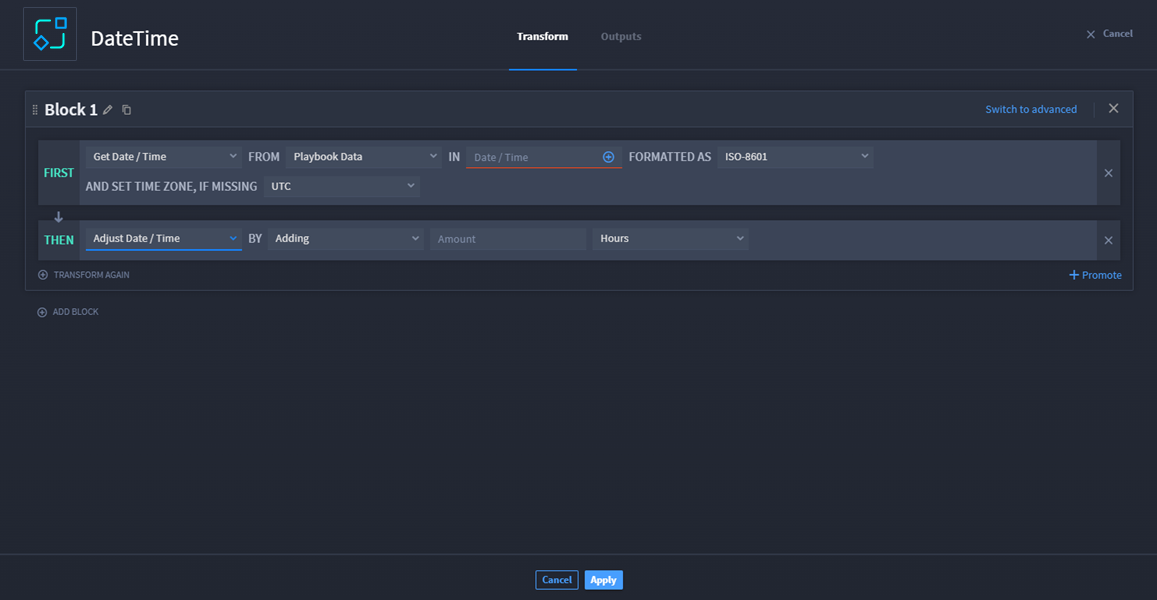 DateTime
Transform Outputs
Cancel
Block 1
Switch to advanced
FIRST
Get Date / Time FROM Playbook Data IN Date / Time FORMATTED AS ISO-8601
AND SET TIME ZONE, IF MISSING UTC
THEN
Adjust Date / Time BY Adding Amount Hours
TRANSFORM AGAIN
Promote
ADD BLOCK
Cancel Apply